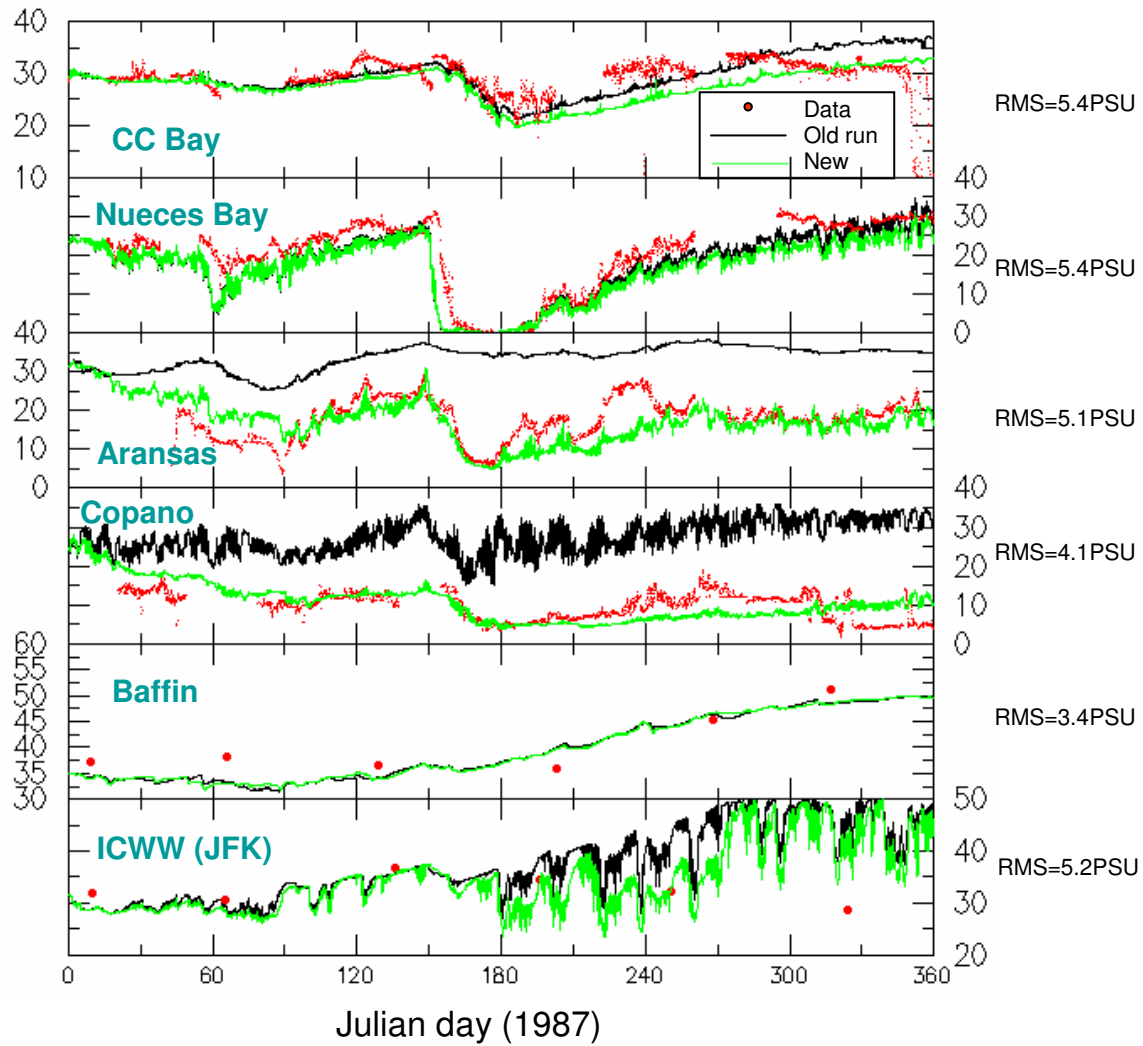 40
30
20
10
CC Bay
Data
Old run
New
RMS=5.4PSU
40
30
20
10
0
Nueces Bay
RMS=5.4PSU
40
30
20
10
0
Aransas
RMS=5.1PSU
40
30
20
10
0
Copano
RMS=4.1PSU
60
55
50
45
40
35
30
Baffin
RMS=3.4PSU
50
40
30
20
ICWW (JFK)
RMS=5.2PSU
0 60 120 180 240 300 360
Julian day (1987)